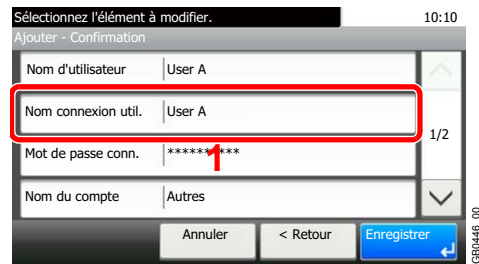 Sélectionnez l'élément à modifier. 10:10
Ajouter - Confirmation
Nom d'utilisateur User A
Nom connexion util. User A
1/2
Mot de passe conn. **********
1
Nom du compte Autres
Annuler < Retour Enregistrer
GB0446_00